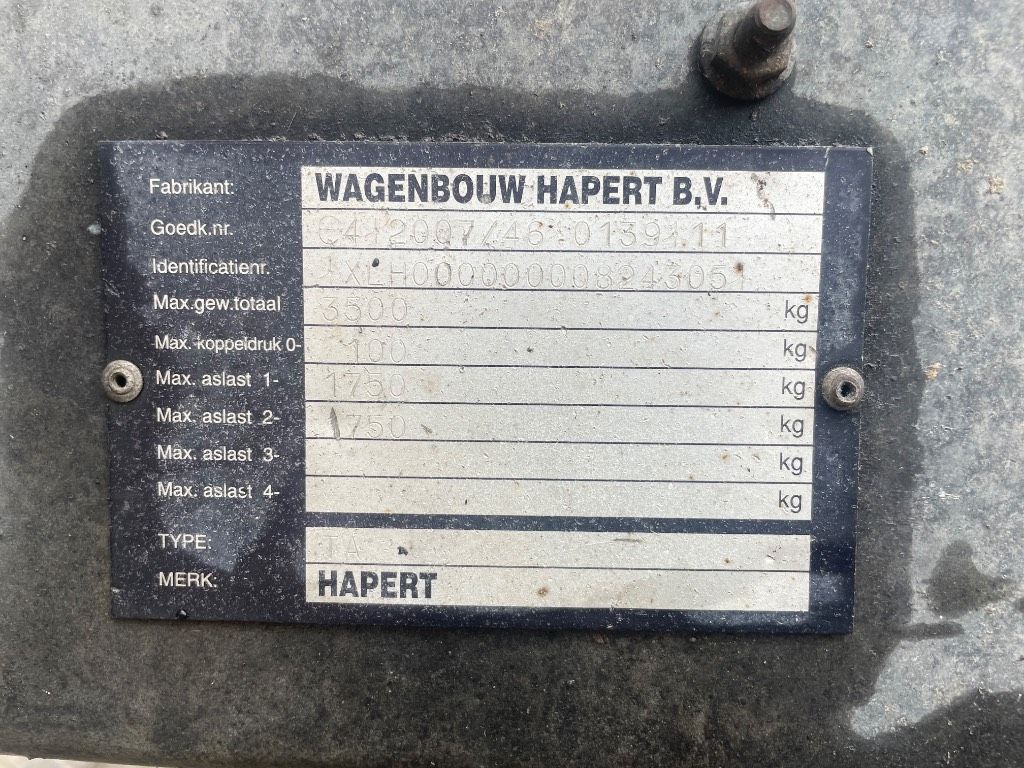 Fabrikant: WAGENBOUW HAPERT B.V.
Goedk.nr. e4*2007/46*0139*11
Identificatienr. *XLH00000000824305*
Max.gew.totaal 3500 kg
Max. koppeldruk 0- 100 kg
Max. aslast 1- 1750 kg
Max. aslast 2- 1750 kg
Max. aslast 3- kg
Max. aslast 4- kg
TYPE: TA
MERK: HAPERT